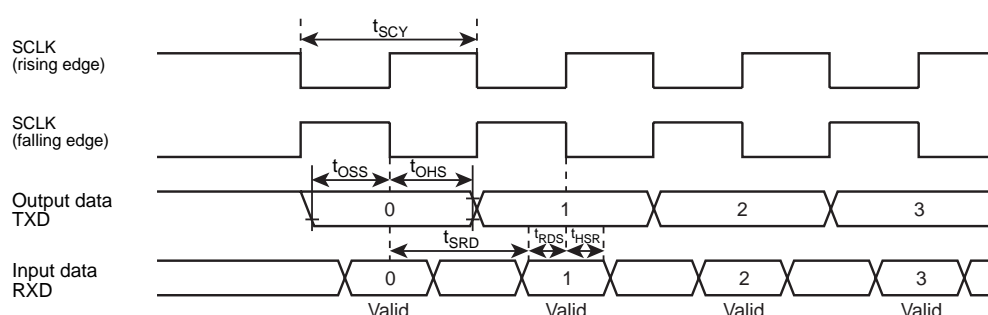 tSCY
SCLK
(rising edge)
SCLK
(falling edge)
tOSS tOHS
Output data
TXD
0 1 2 3
tSRD tRDS tHSR
Input data
RXD
0 1 2 3
Valid Valid Valid Valid